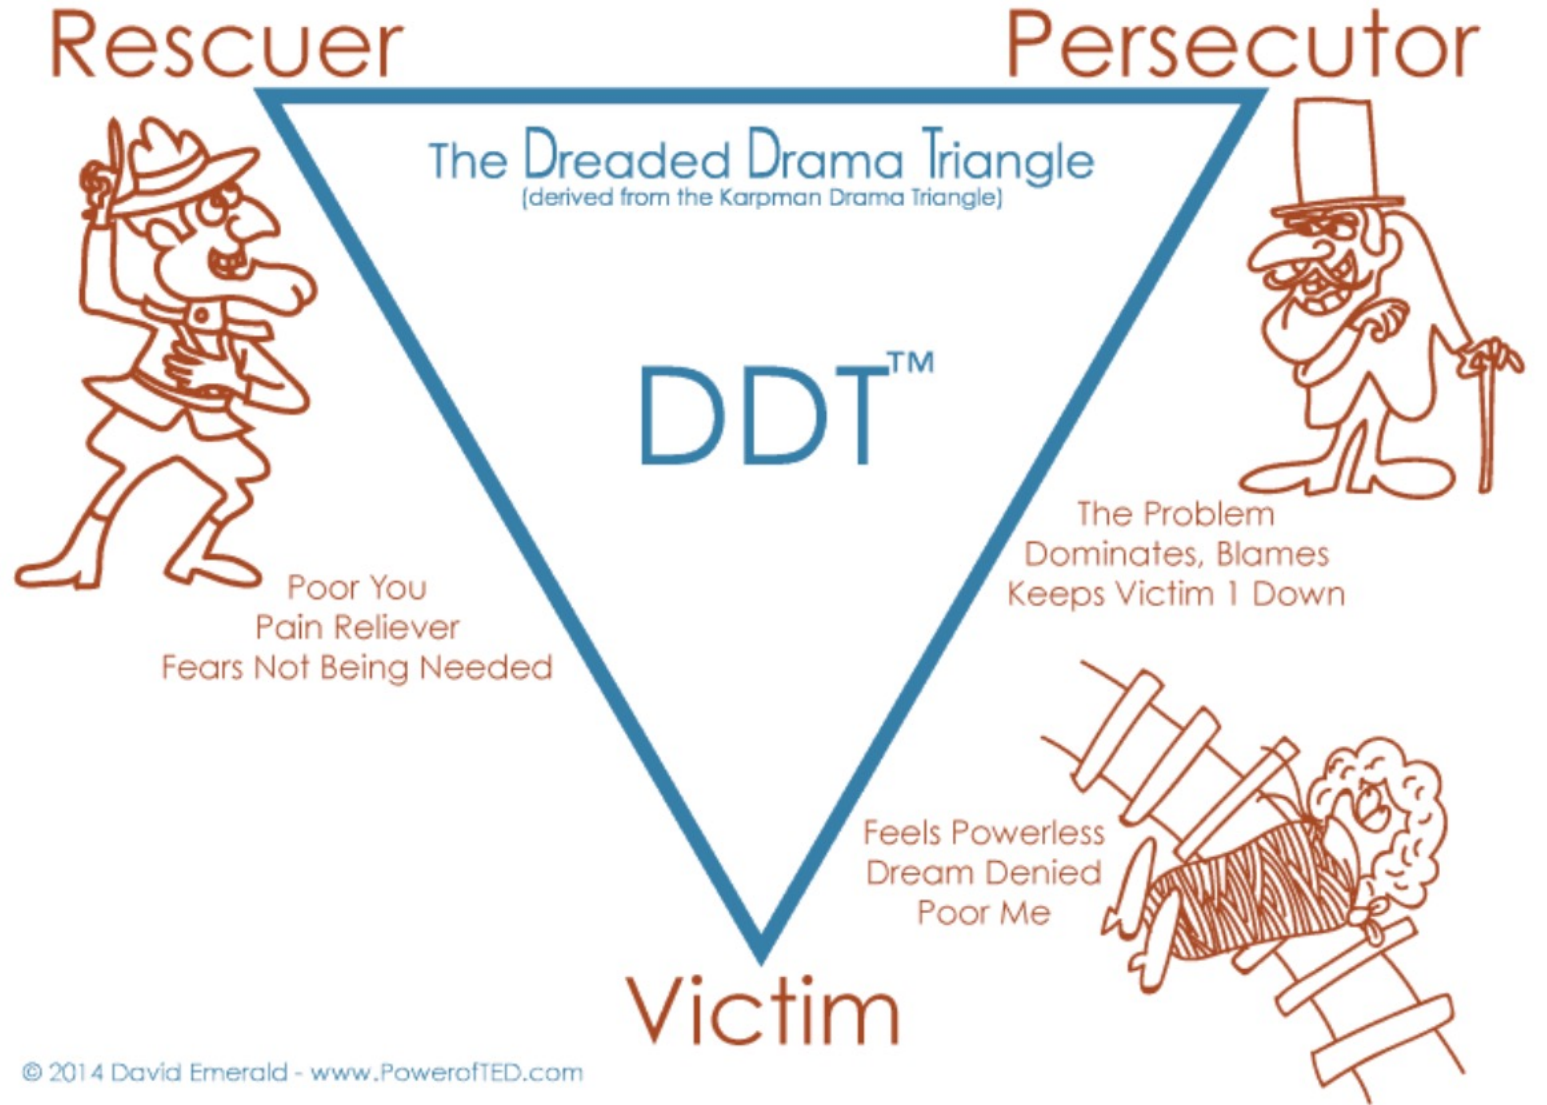 Rescuer
Persecutor
The Dreaded Drama Triangle
(derived from the Karpman Drama Triangle)
DDT™
The Problem
Dominates, Blames
Keeps Victim 1 Down
Poor You
Pain Reliever
Fears Not Being Needed
Feels Powerless
Dream Denied
Poor Me
Victim
© 2014 David Emerald - www.PowerofTED.com